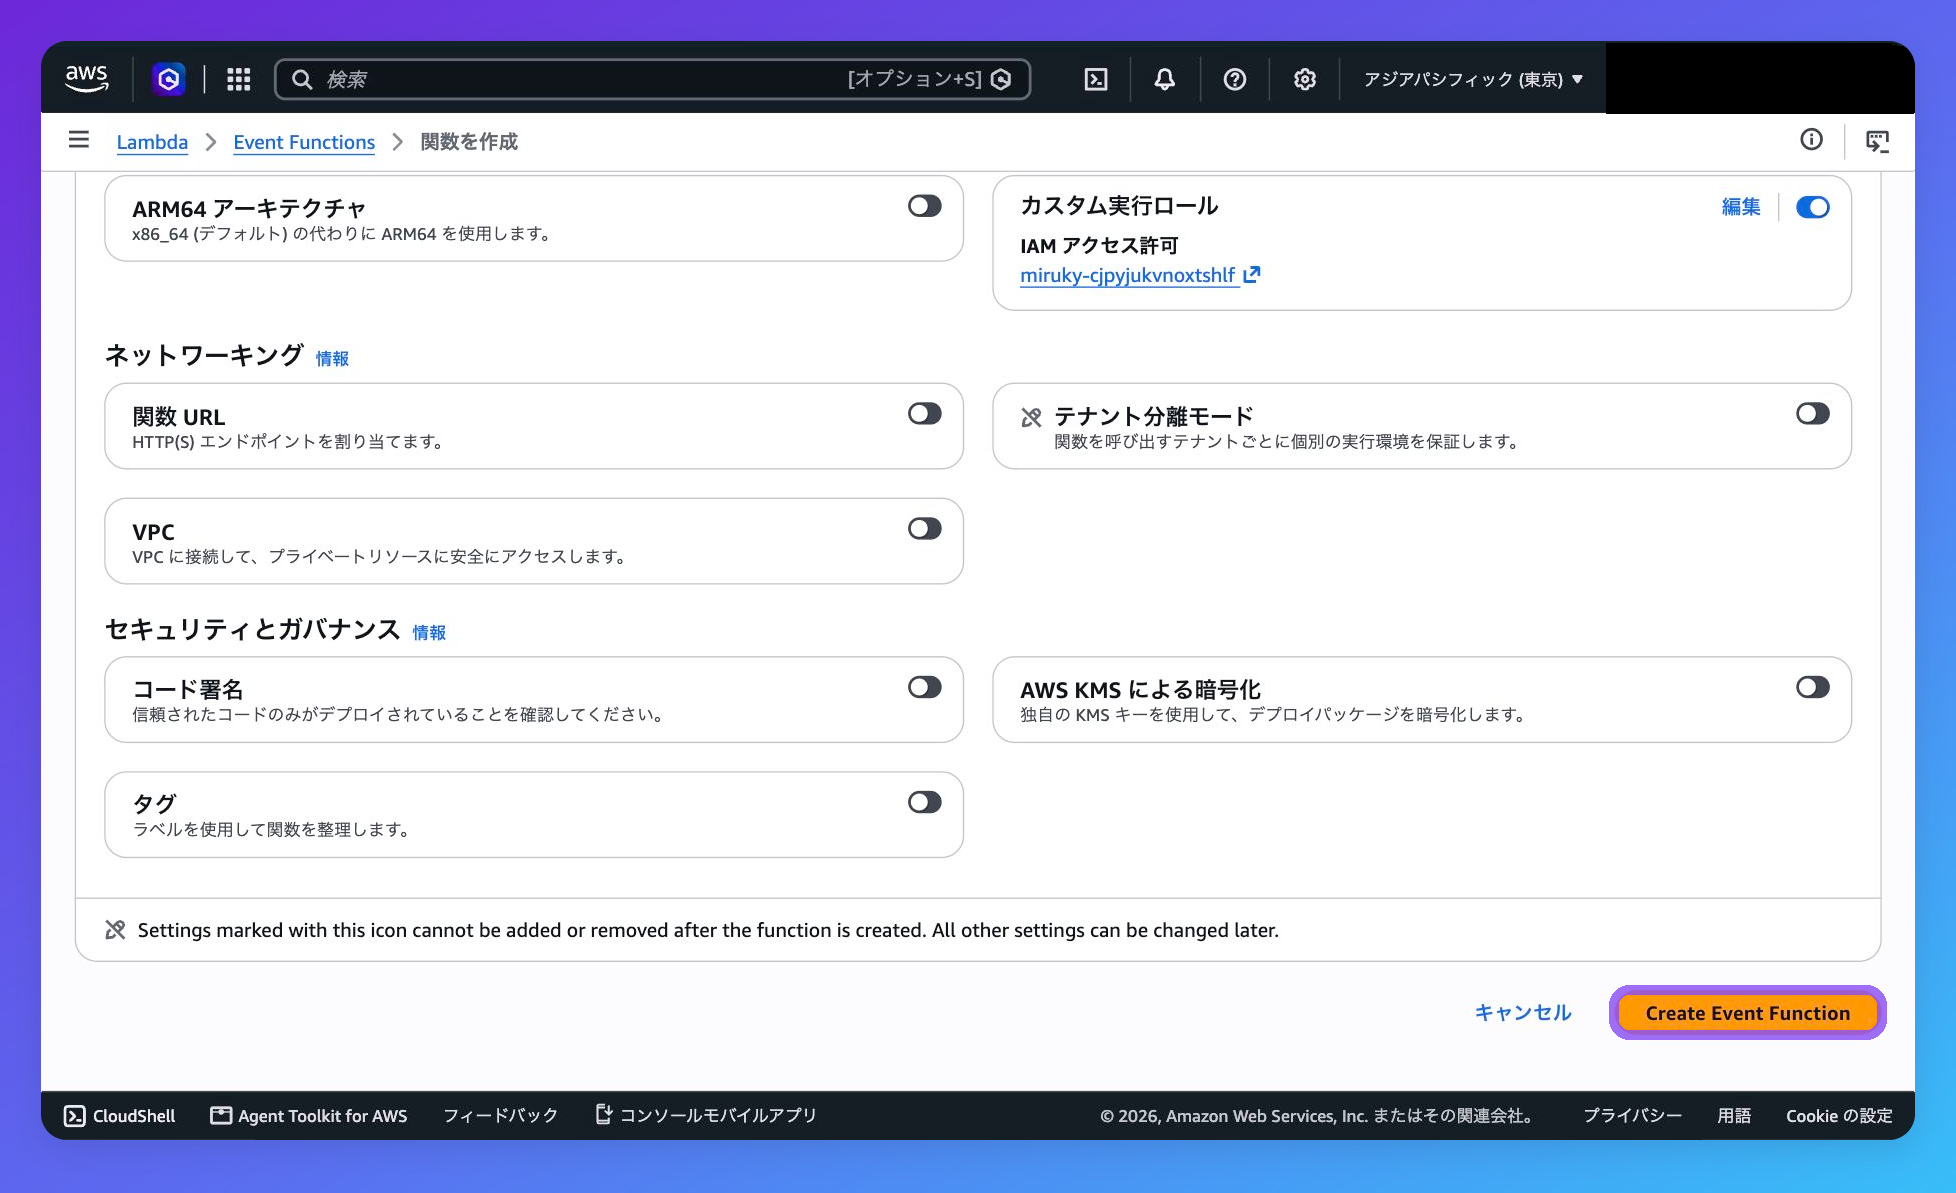 aws
検索
[オプション+S]
アジアパシフィック (東京)
Lambda
Event Functions
関数を作成
ARM64 アーキテクチャ
x86_64 (デフォルト) の代わりに ARM64 を使用します。
カスタム実行ロール
編集
IAM アクセス許可
miruky-cjpyjukvnoxtshlf
ネットワーキング 情報
関数 URL
HTTP(S) エンドポイントを割り当てます。
テナント分離モード
関数を呼び出すテナントごとに個別の実行環境を保証します。
VPC
VPC に接続して、プライベートリソースに安全にアクセスします。
セキュリティとガバナンス 情報
コード署名
信頼されたコードのみがデプロイされていることを確認してください。
AWS KMS による暗号化
独自の KMS キーを使用して、デプロイパッケージを暗号化します。
タグ
ラベルを使用して関数を整理します。
Settings marked with this icon cannot be added or removed after the function is created. All other settings can be changed later.
キャンセル
Create Event Function
CloudShell
Agent Toolkit for AWS
フィードバック
コンソールモバイルアプリ
© 2026, Amazon Web Services, Inc. またはその関連会社。
プライバシー
用語
Cookie の設定